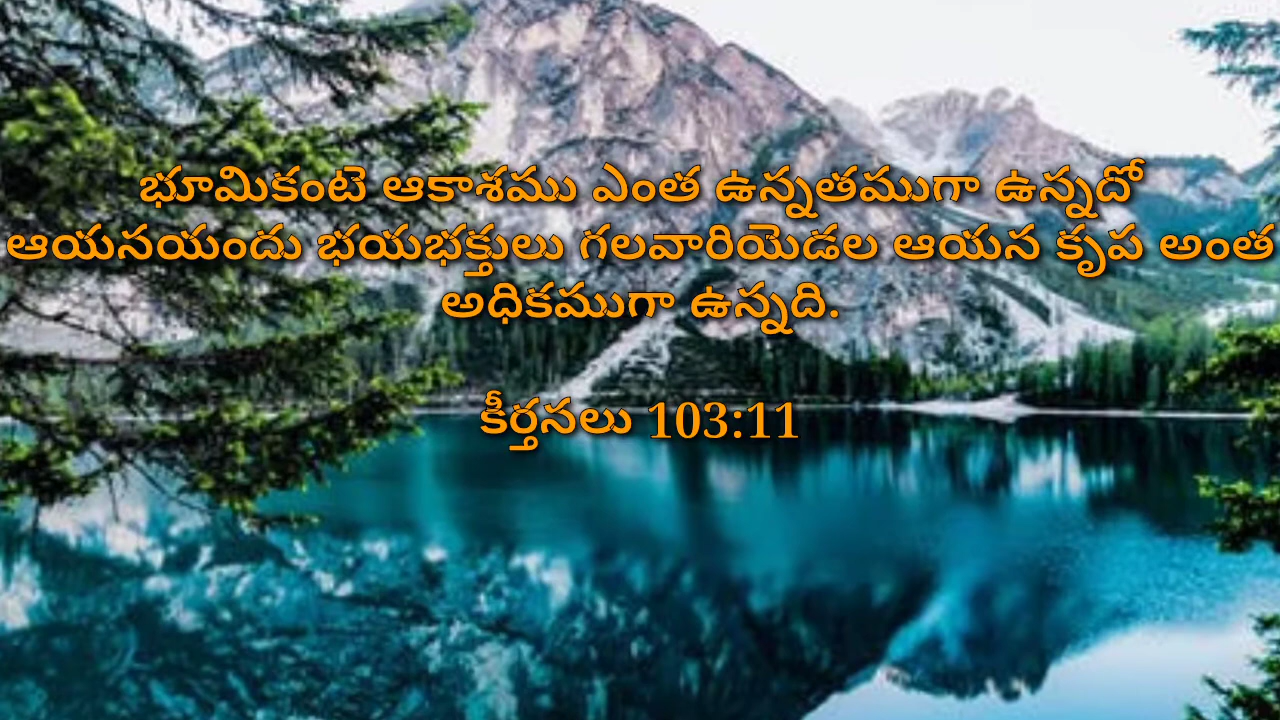 భూమికంటె ఆకాశము ఎంత ఉన్నతముగా ఉన్నదో
ఆయనయందు భయభక్తులు గలవారియెడల ఆయన కృప అంత
అధికముగా ఉన్నది.
కీర్తనలు 103:11